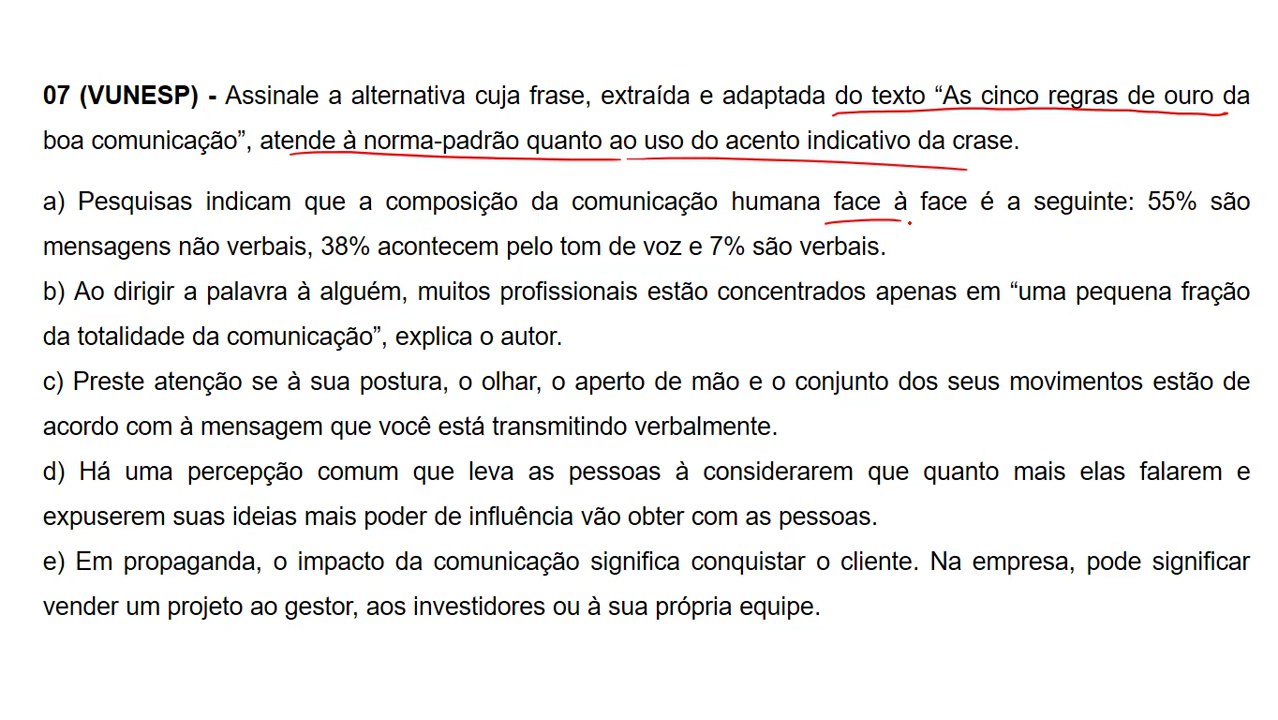 07 (VUNESP) - Assinale a alternativa cuja frase, extraída e adaptada do texto “As cinco regras de ouro da
boa comunicação”, atende à norma-padrão quanto ao uso do acento indicativo da crase.
a) Pesquisas indicam que a composição da comunicação humana face à face é a seguinte: 55% são
mensagens não verbais, 38% acontecem pelo tom de voz e 7% são verbais.
b) Ao dirigir a palavra à alguém, muitos profissionais estão concentrados apenas em “uma pequena fração
da totalidade da comunicação”, explica o autor.
c) Preste atenção se à sua postura, o olhar, o aperto de mão e o conjunto dos seus movimentos estão de
acordo com à mensagem que você está transmitindo verbalmente.
d) Há uma percepção comum que leva as pessoas à considerarem que quanto mais elas falarem e
expuserem suas ideias mais poder de influência vão obter com as pessoas.
e) Em propaganda, o impacto da comunicação significa conquistar o cliente. Na empresa, pode significar
vender um projeto ao gestor, aos investidores ou à sua própria equipe.